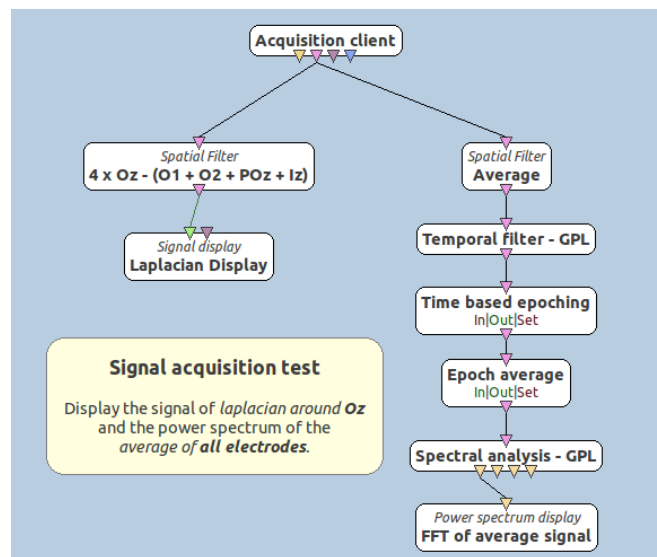 Acquisition client
Spatial Filter
4 x Oz - (O1 + O2 + POz + Iz)
Signal display
Laplacian Display
Spatial Filter
Average
Temporal filter - GPL
Time based epoching
In|Out|Set
Epoch average
In|Out|Set
Spectral analysis - GPL
Power spectrum display
FFT of average signal
Signal acquisition test
Display the signal of laplacian around Oz
and the power spectrum of the
average of all electrodes.